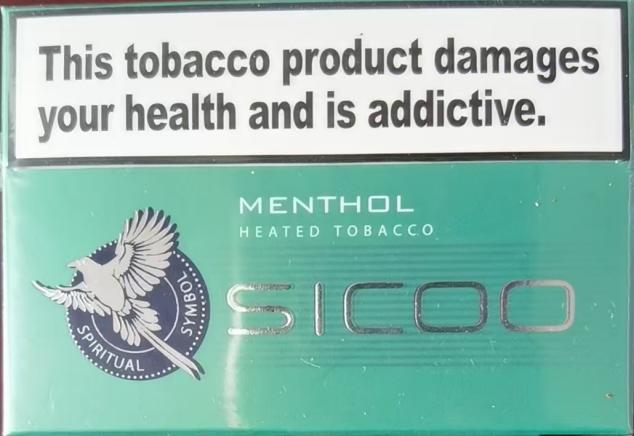 This tobacco product damages
your health and is addictive.
MENTHOL
HEATED TOBACCO
SICOO
SPIRITUAL SYMBOL